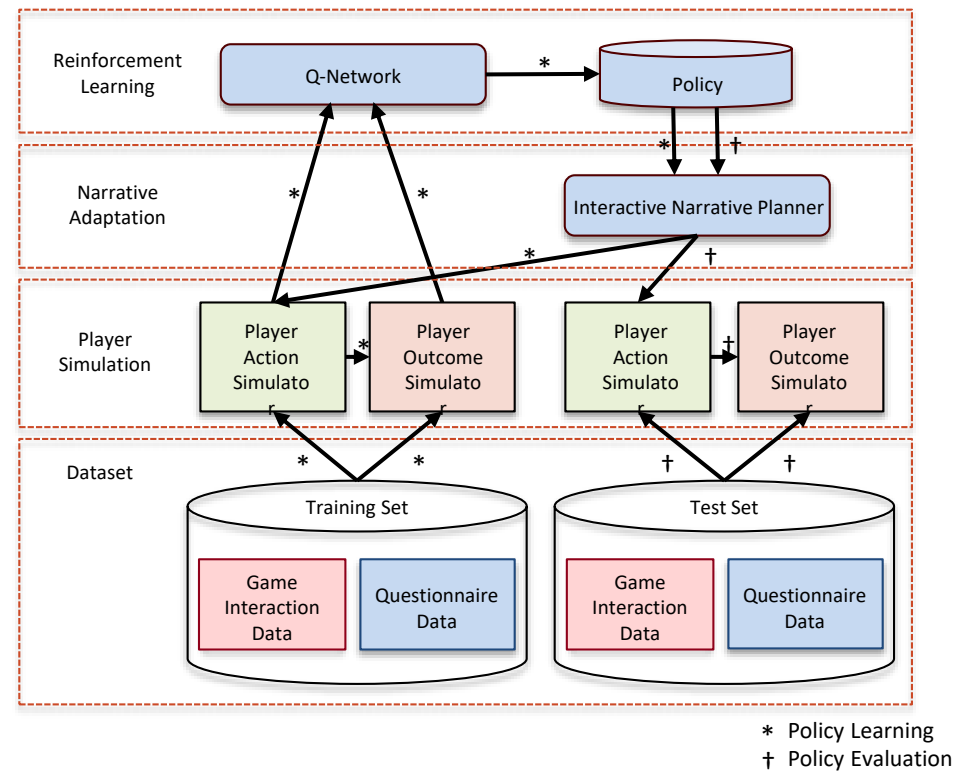 Reinforcement
Learning
Q-Network
*
Policy
*
†
Narrative
Adaptation
*
*
Interactive Narrative Planner
*
†
Player
Simulation
Player
Action
Simulato
r
*
Player
Outcome
Simulato
r
Player
Action
Simulato
r
†
Player
Outcome
Simulato
r
Dataset
*
*
†
†
Training Set
Game
Interaction
Data
Questionnaire
Data
Test Set
Game
Interaction
Data
Questionnaire
Data
* Policy Learning
† Policy Evaluation